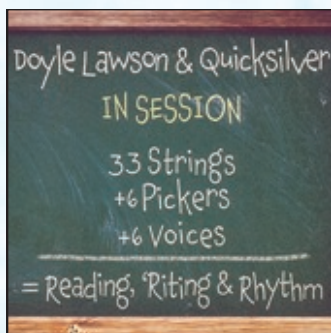 Doyle Lawson & Quicksilver
IN SESSION
33 Strings
+6 Pickers
+6 Voices
= Reading, 'Riting & Rhythm